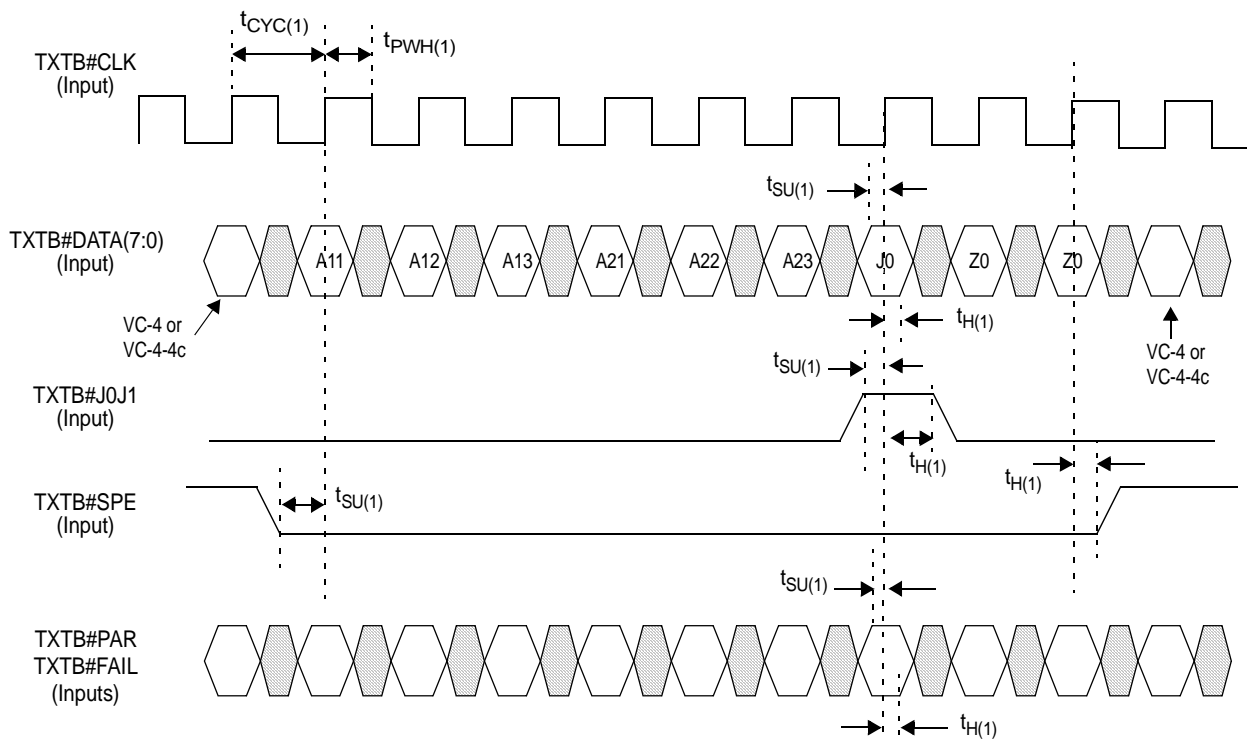 tCYC(1)
tPWH(1)
TXTB#CLK
(Input)
tSU(1)
TXTB#DATA(7:0)
(Input)
A11 A12 A13 A21 A22 A23 J0 Z0 Z0
tH(1)
VC-4 or
VC-4-4c
VC-4 or
VC-4-4c
tSU(1)
TXTB#J0J1
(Input)
tH(1)
tH(1)
TXTB#SPE
(Input)
tSU(1)
tSU(1)
TXTB#PAR
TXTB#FAIL
(Inputs)
tH(1)